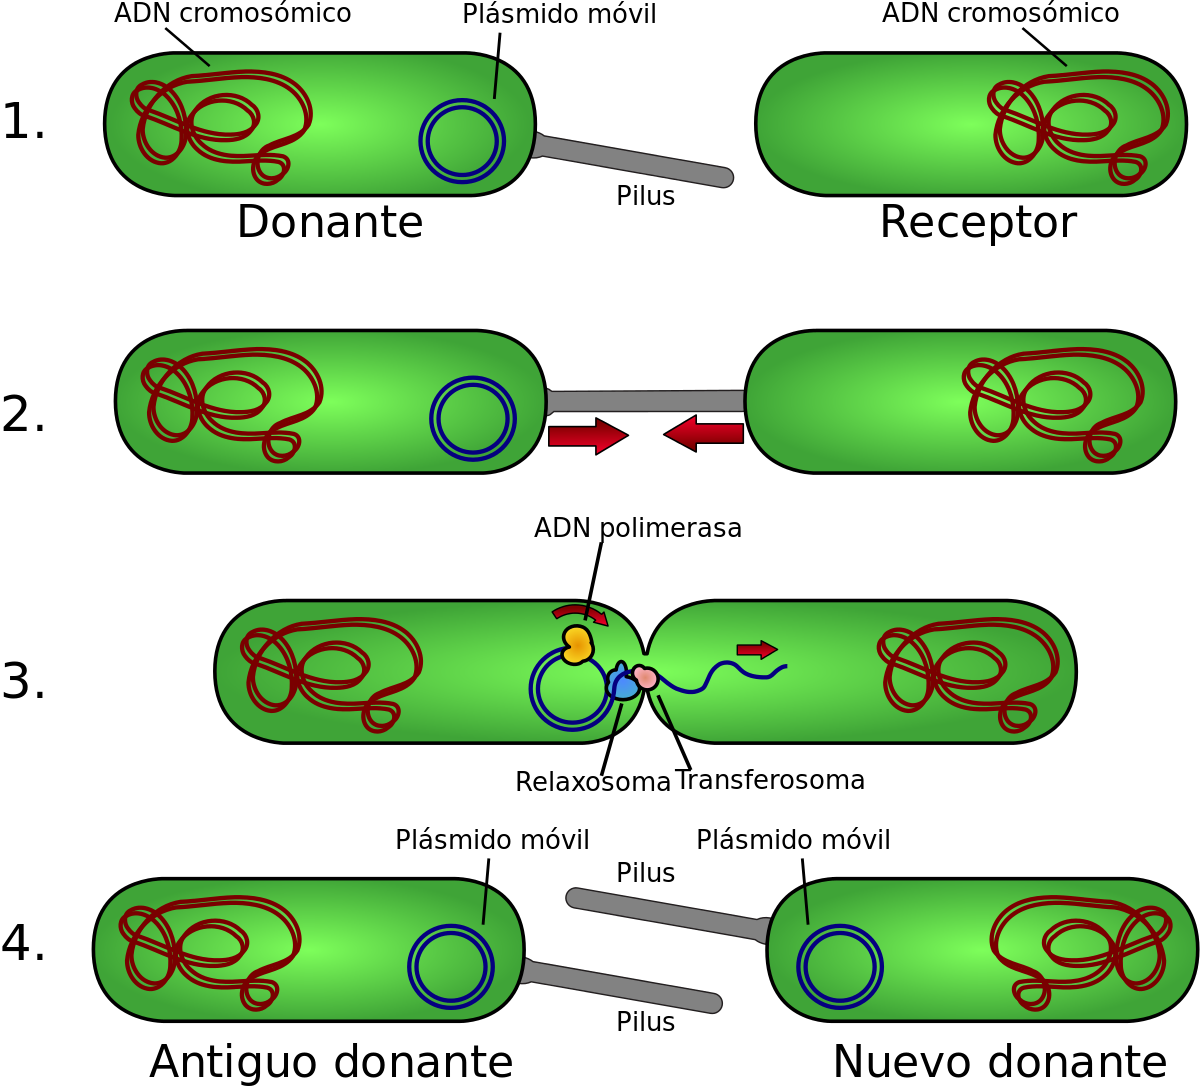 ADN cromosómico
Plásmido móvil
ADN cromosómico
1.
Pilus
Donante
Receptor
2.
ADN polimerasa
3.
Relaxosoma
Transferosoma
Plásmido móvil
Plásmido móvil
Pilus
4.
Pilus
Antiguo donante
Nuevo donante